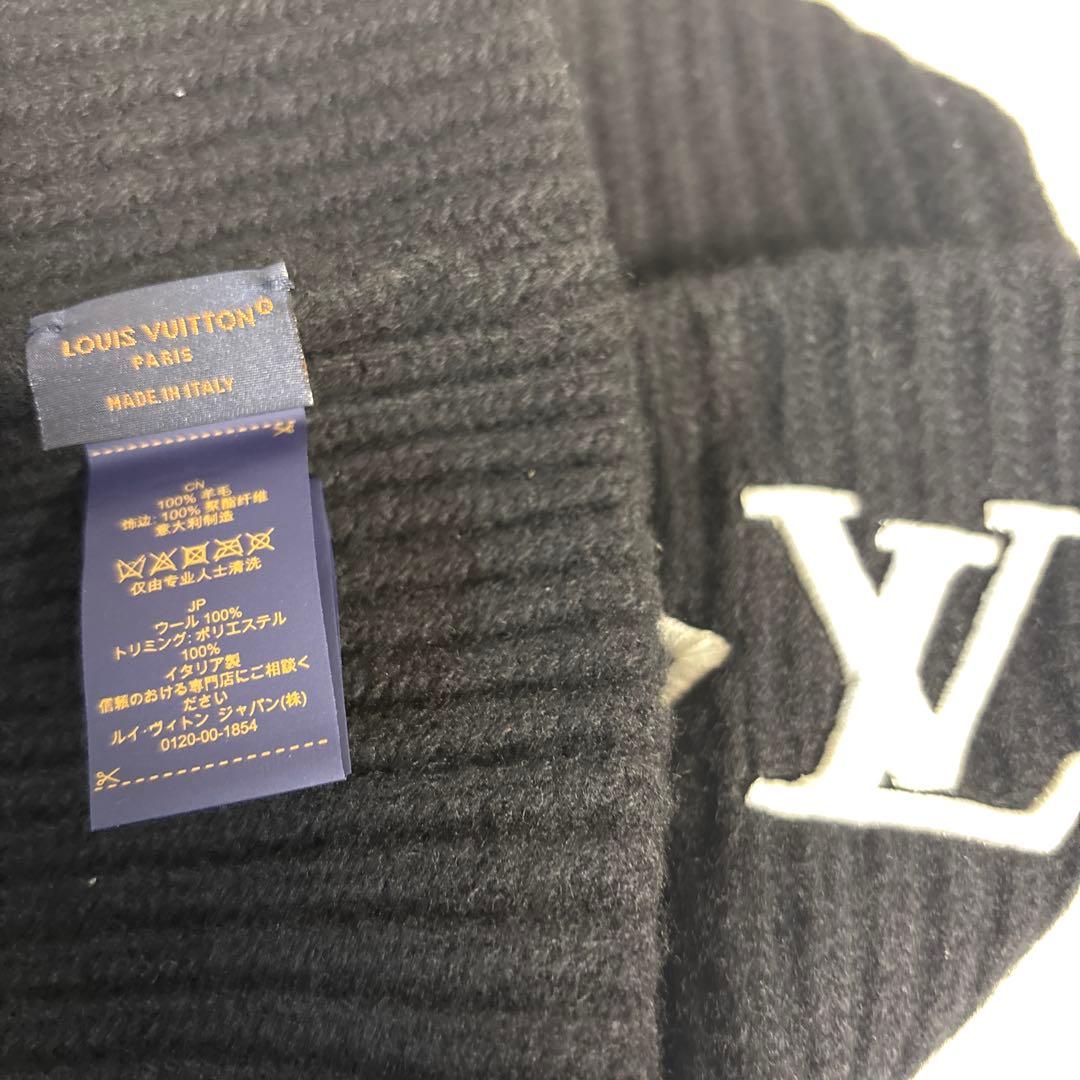 LOUIS VUITTON®
PARIS
MADE IN ITALY
CN
100% 羊毛
饰边: 100% 聚酯纤维
意大利制造
仅由专业人士清洗
JP
ウール 100%
トリミング: ポリエステル
100%
イタリア製
信頼のおける専門店にご相談く
ださい
ルイ・ヴィトン ジャパン(株)
0120-00-1854
LV